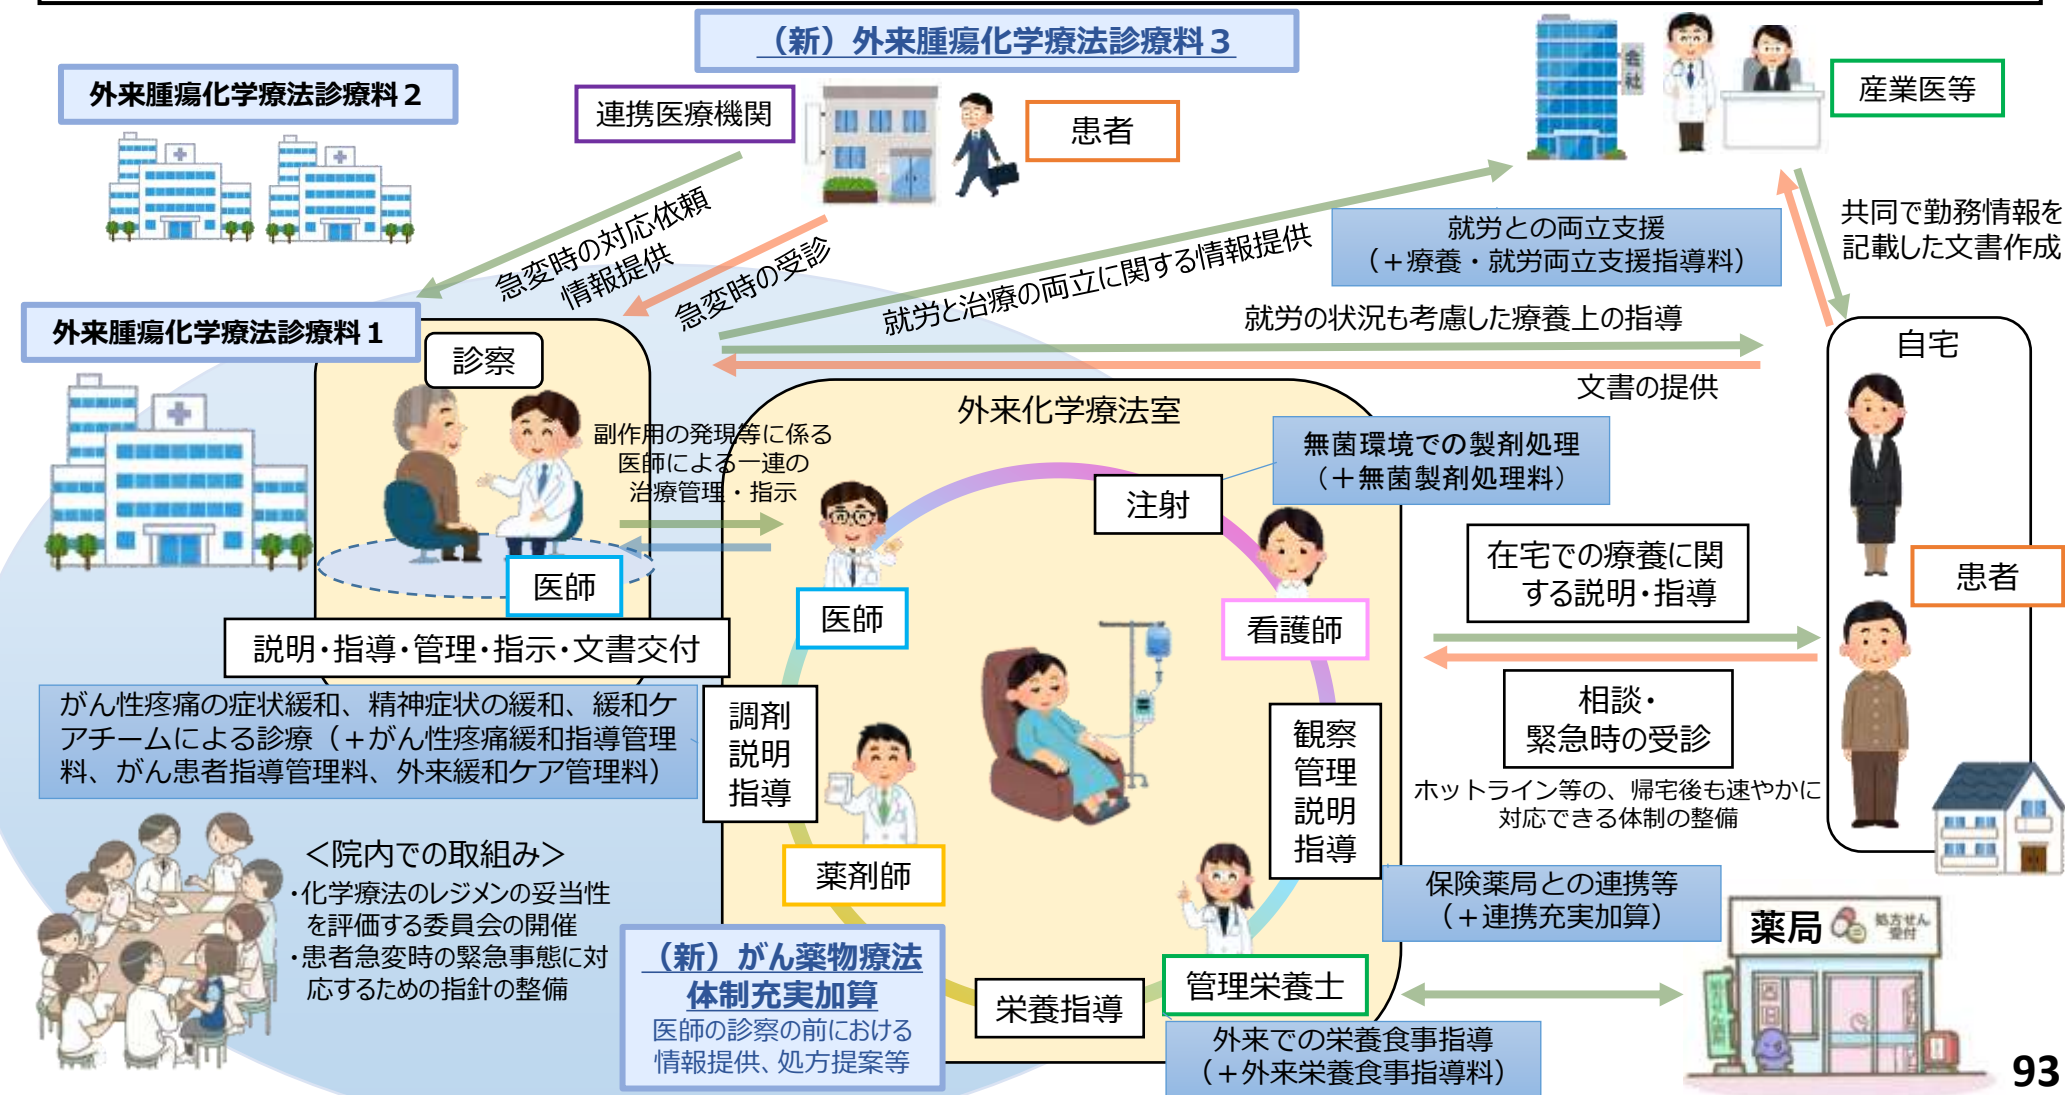 （新）外来腫瘍化学療法診療料３
外来腫瘍化学療法診療料２
連携医療機関
患者
会社
産業医等
急変時の対応依頼
情報提供
急変時の受診
就労と治療の両立に関する情報提供
就労との両立支援
（＋療養・就労両立支援指導料）
共同で勤務情報を
記載した文書作成
外来腫瘍化学療法診療料１
就労の状況も考慮した療養上の指導
文書の提供
自宅
診察
副作用の発現等に係る
医師による一連の
治療管理・指示
医師
説明・指導・管理・指示・文書交付
外来化学療法室
無菌環境での製剤処理
（＋無菌製剤処理料）
注射
医師
看護師
在宅での療養に関
する説明・指導
患者
相談・
緊急時の受診
ホットライン等の、帰宅後も速やかに
対応できる体制の整備
がん性疼痛の症状緩和、精神症状の緩和、緩和ケ
アチームによる診療（＋がん性疼痛緩和指導管理
料、がん患者指導管理料、外来緩和ケア管理料）
調剤
説明
指導
観察
管理
説明
指導
薬剤師
＜院内での取組み＞
・化学療法のレジメンの妥当性
を評価する委員会の開催
・患者急変時の緊急事態に対
応するための指針の整備
（新）がん薬物療法
体制充実加算
医師の診察の前における
情報提供、処方提案等
栄養指導
管理栄養士
保険薬局との連携等
（＋連携充実加算）
外来での栄養食事指導
（＋外来栄養食事指導料）
薬局
処方せん
受付
93